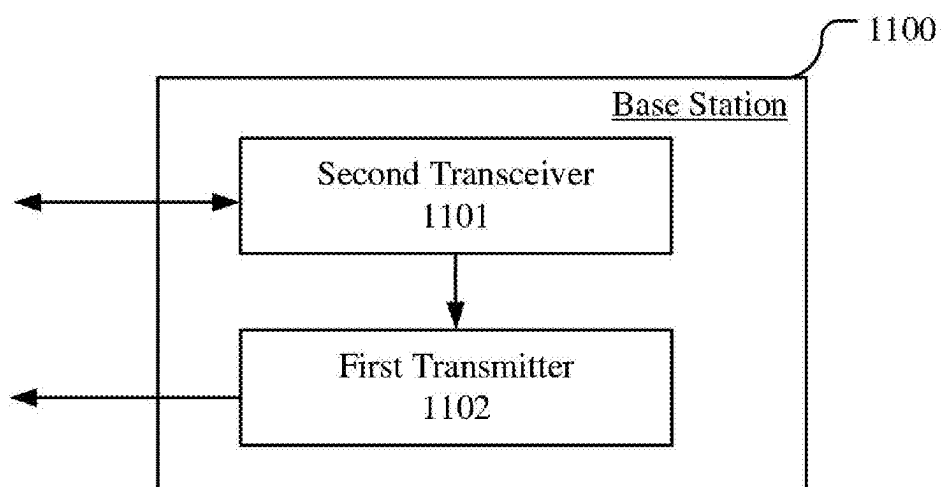 1100
Base Station
Second Transceiver
1101
First Transmitter
1102